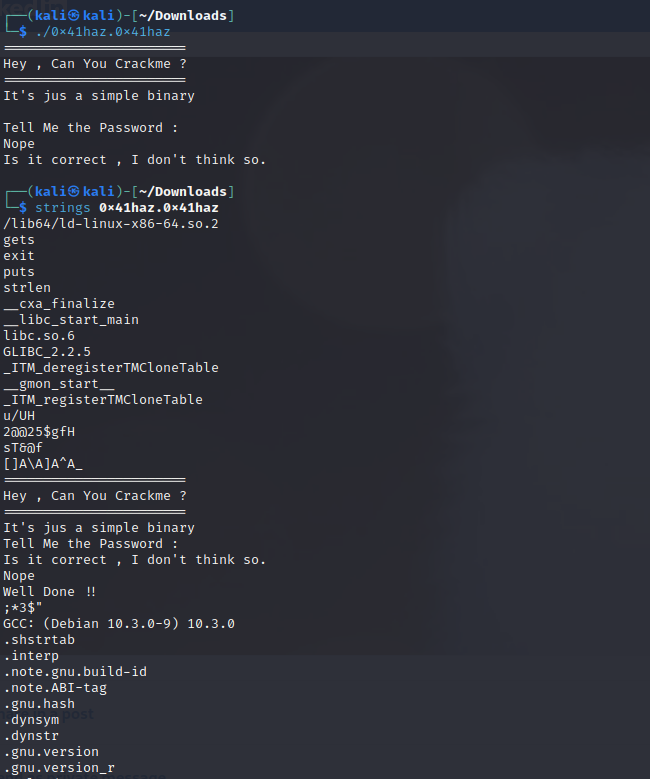 ┌──(kali㉿kali)-[~/Downloads]
└─$ ./0×41haz.0×41haz
=======================
Hey , Can You Crackme ?
=======================
It's jus a simple binary
Tell Me the Password :
Nope
Is it correct , I don't think so.
┌──(kali㉿kali)-[~/Downloads]
└─$ strings 0×41haz.0×41haz
/lib64/ld-linux-x86-64.so.2
gets
exit
puts
strlen
__cxa_finalize
__libc_start_main
libc.so.6
GLIBC_2.2.5
_ITM_deregisterTMCloneTable
__gmon_start__
_ITM_registerTMCloneTable
u/UH
2@@25$gfH
sT&@f
[]A\A]A^A_
=======================
Hey , Can You Crackme ?
=======================
It's jus a simple binary
Tell Me the Password :
Is it correct , I don't think so.
Nope
Well Done !!
;*3$"
GCC: (Debian 10.3.0-9) 10.3.0
.shstrtab
.interp
.note.gnu.build-id
.note.ABI-tag
.gnu.hash
.dynsym
.dynstr
.gnu.version
.gnu.version_r